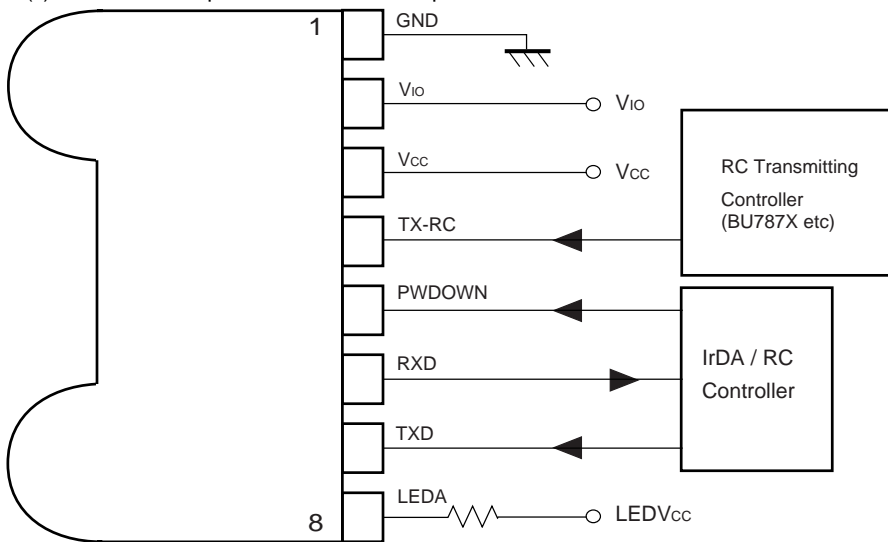 1
GND
VIO
VIO
VCC
VCC
RC Transmitting
Controller
(BU787X etc)
TX-RC
PWDOWN
IrDA / RC
Controller
RXD
TXD
LEDA
LEDVCC
8